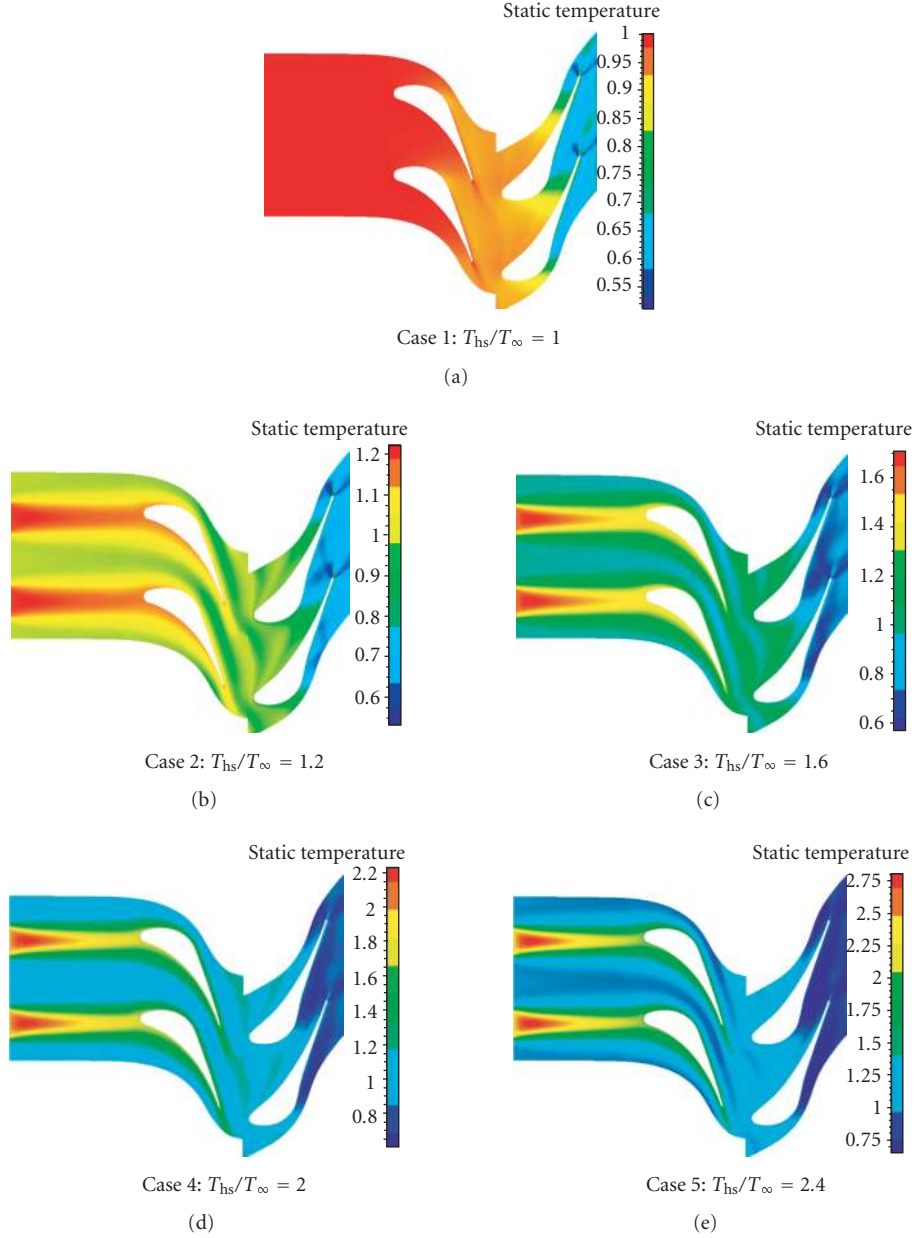 Static temperature
1
0.95
0.9
0.85
0.8
0.75
0.7
0.65
0.6
0.55
Case 1: T_hs/T_∞ = 1
(a)
Static temperature
1.2
1.1
1
0.9
0.8
0.7
0.6
Case 2: T_hs/T_∞ = 1.2
(b)
Static temperature
1.6
1.4
1.2
1
0.8
0.6
Case 3: T_hs/T_∞ = 1.6
(c)
Static temperature
2.2
2
1.8
1.6
1.4
1.2
1
0.8
Case 4: T_hs/T_∞ = 2
(d)
Static temperature
2.75
2.5
2.25
2
1.75
1.5
1.25
1
0.75
Case 5: T_hs/T_∞ = 2.4
(e)